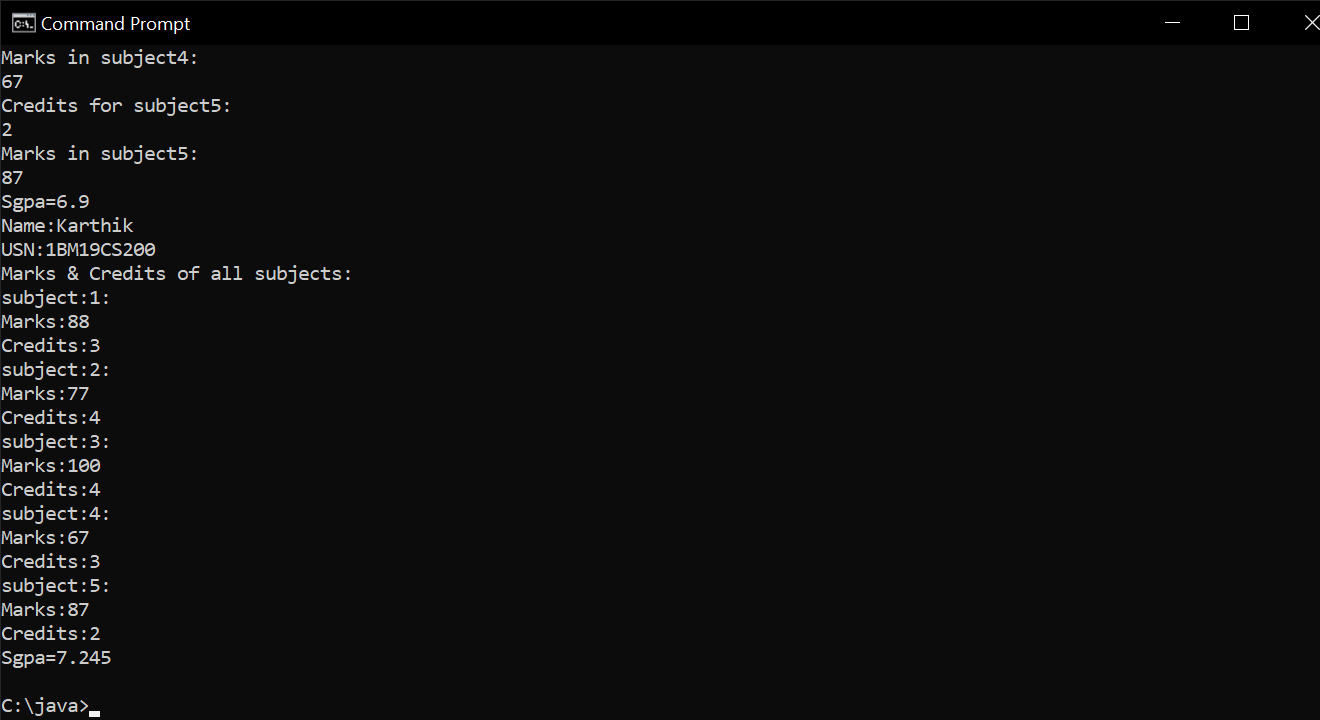 Command Prompt
Marks in subject4:
67
Credits for subject5:
2
Marks in subject5:
87
Sgpa=6.9
Name:Karthik
USN:1BM19CS200
Marks & Credits of all subjects:
subject:1:
Marks:88
Credits:3
subject:2:
Marks:77
Credits:4
subject:3:
Marks:100
Credits:4
subject:4:
Marks:67
Credits:3
subject:5:
Marks:87
Credits:2
Sgpa=7.245
C:\java>